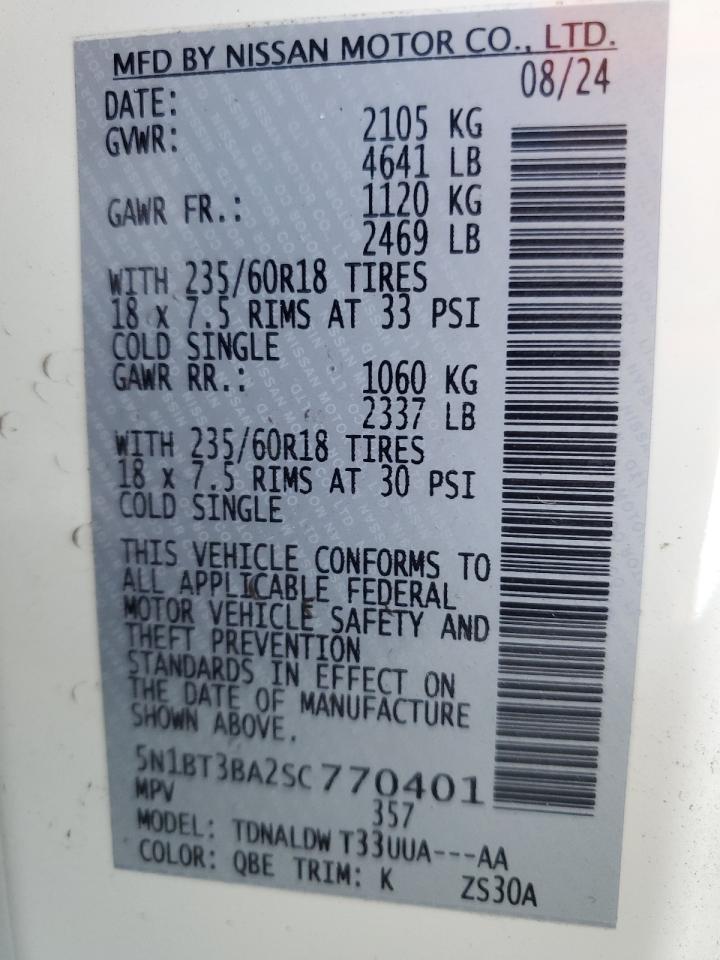 MFD BY NISSAN MOTOR CO., LTD.
DATE: 08/24
GVWR: 2105 KG
4641 LB
GAWR FR.: 1120 KG
2469 LB
WITH 235/60R18 TIRES
18 x 7.5 RIMS AT 33 PSI
COLD SINGLE
GAWR RR.: 1060 KG
2337 LB
WITH 235/60R18 TIRES
18 x 7.5 RIMS AT 30 PSI
COLD SINGLE
THIS VEHICLE CONFORMS TO
ALL APPLICABLE FEDERAL
MOTOR VEHICLE SAFETY AND
THEFT PREVENTION
STANDARDS IN EFFECT ON
THE DATE OF MANUFACTURE
SHOWN ABOVE.
5N1BT3BA2SC770401
MPV 357
MODEL: TDNALDW T33UUA---AA
COLOR: QBE TRIM: K ZS30A